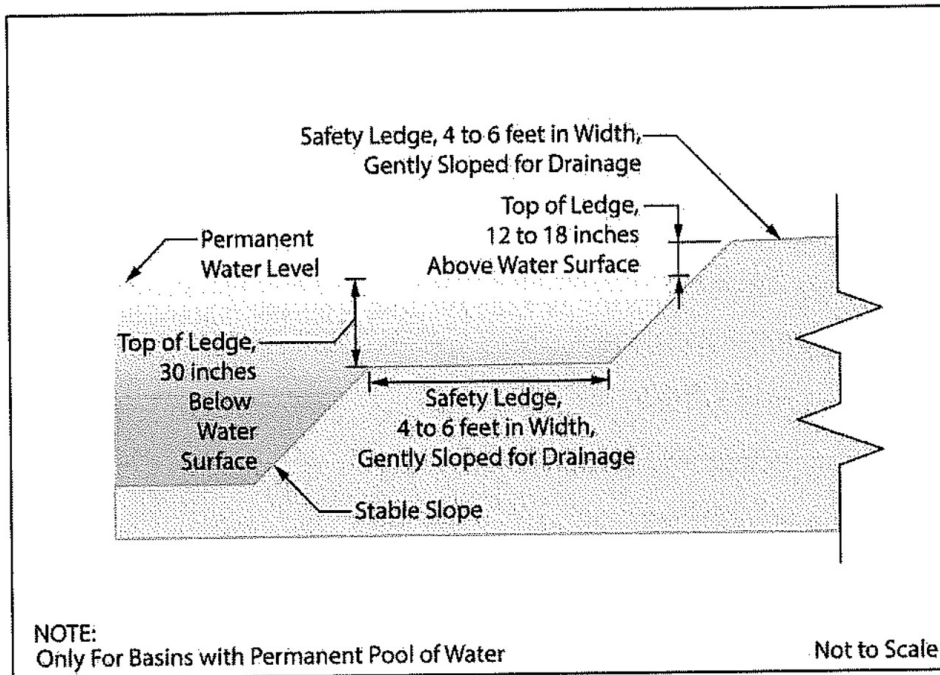 Safety Ledge, 4 to 6 feet in Width,
Gently Sloped for Drainage
Top of Ledge,
12 to 18 inches
Above Water Surface
Permanent
Water Level
Top of Ledge,
30 inches
Below
Water
Surface
Safety Ledge,
4 to 6 feet in Width,
Gently Sloped for Drainage
Stable Slope
NOTE:
Only For Basins with Permanent Pool of Water
Not to Scale